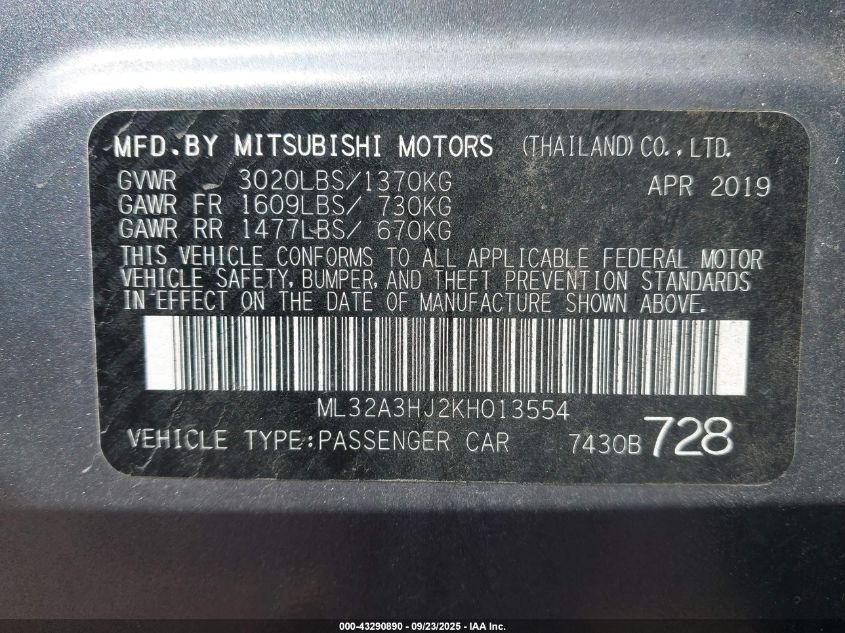 MFD.BY MITSUBISHI MOTORS (THAILAND) CO., LTD.
GVWR 3020LBS/1370KG APR 2019
GAWR FR 1609LBS/ 730KG
GAWR RR 1477LBS/ 670KG
THIS VEHICLE CONFORMS TO ALL APPLICABLE FEDERAL MOTOR
VEHICLE SAFETY, BUMPER, AND THEFT PREVENTION STANDARDS
IN EFFECT ON THE DATE OF MANUFACTURE SHOWN ABOVE.
ML32A3HJ2KH013554
VEHICLE TYPE:PASSENGER CAR 7430B 728
000-43290890 - 09/23/2025 - IAA Inc.